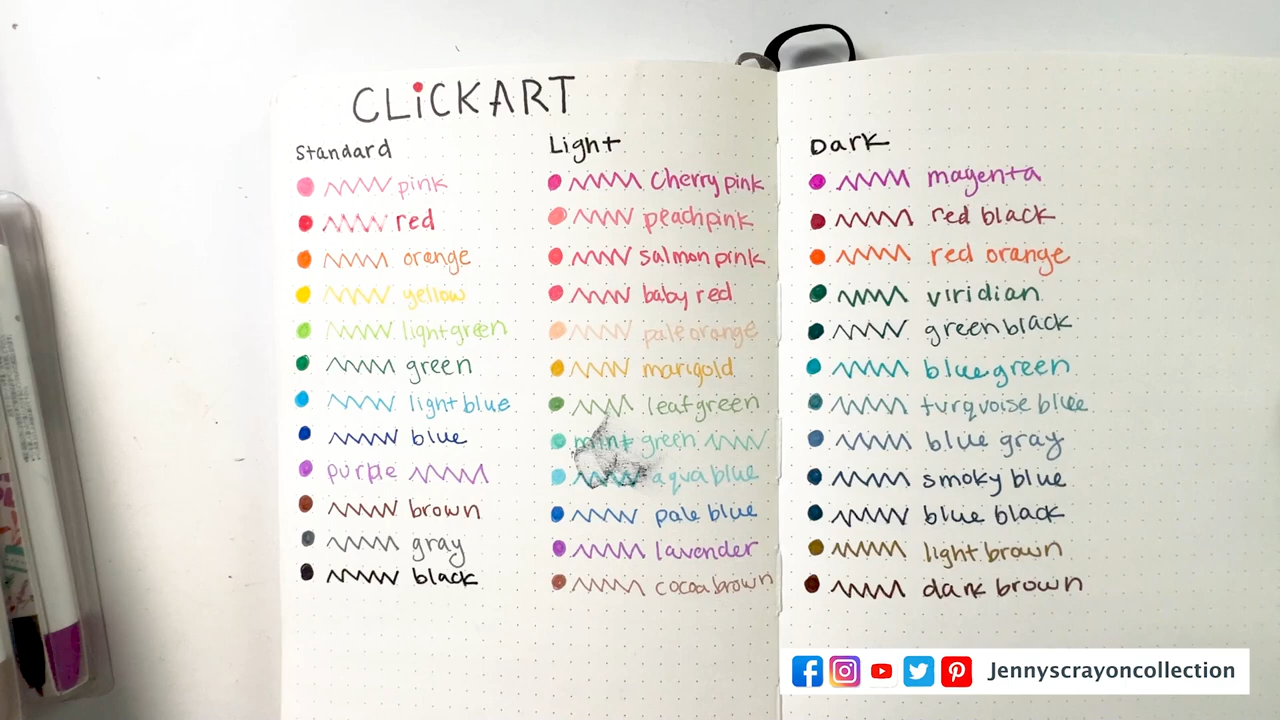 CLiCKART
Standard
pink
red
orange
yellow
light green
green
light blue
blue
purple
brown
gray
black
Light
Cherry pink
peach pink
salmon pink
baby red
pale orange
marigold
leaf green
mint green
aqua blue
pale blue
lavender
cocoa brown
Dark
magenta
red black
red orange
viridian
green black
blue green
turquoise blue
blue gray
smoky blue
blue black
light brown
dark brown
Jennyscrayoncollection